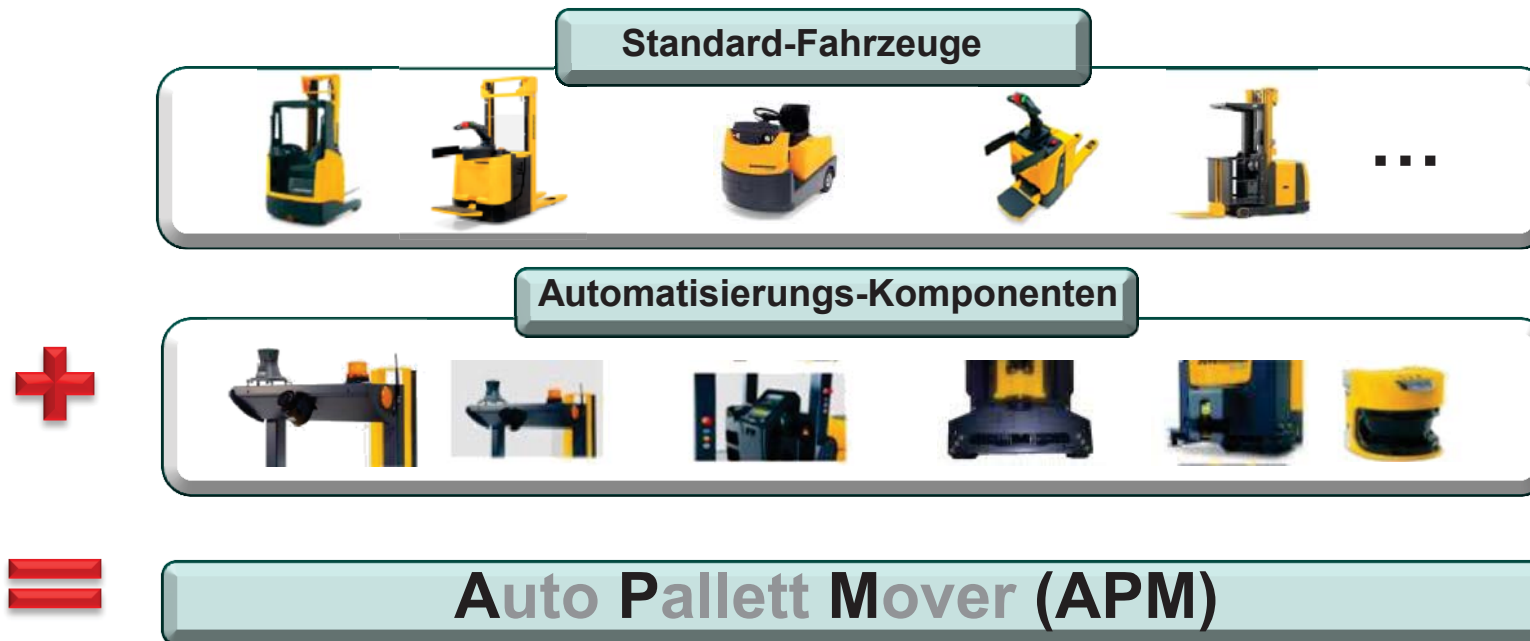 Standard-Fahrzeuge
...
Automatisierungs-Komponenten
+
=
Auto Pallett Mover (APM)